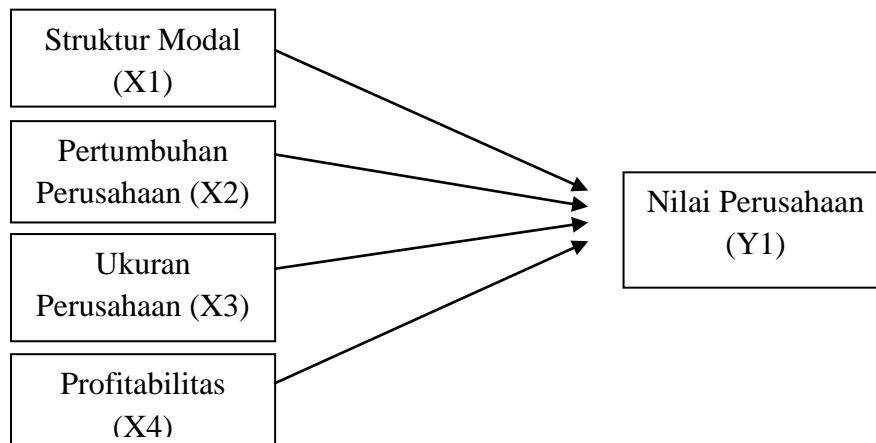 Struktur Modal
(X1)
Pertumbuhan
Perusahaan (X2)
Ukuran
Perusahaan (X3)
Profitabilitas
(X4)
Nilai Perusahaan
(Y1)